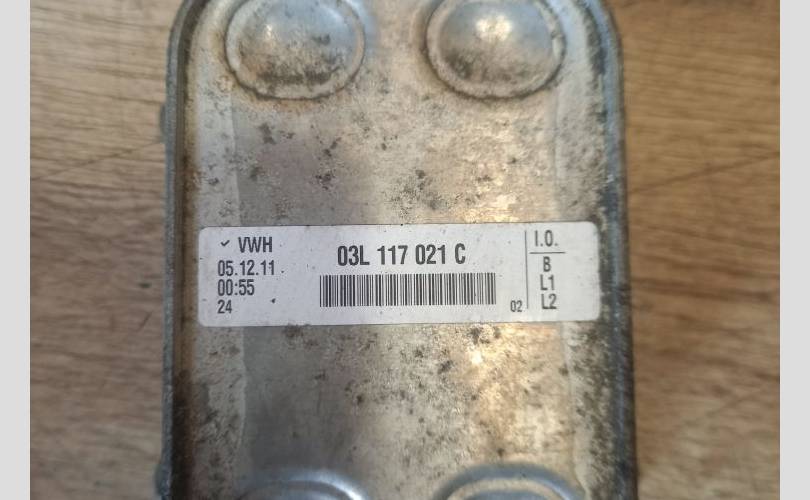 ✓ VWH
05.12.11
00:55
24
03L 117 021 C
02
I.O.
B
L1
L2